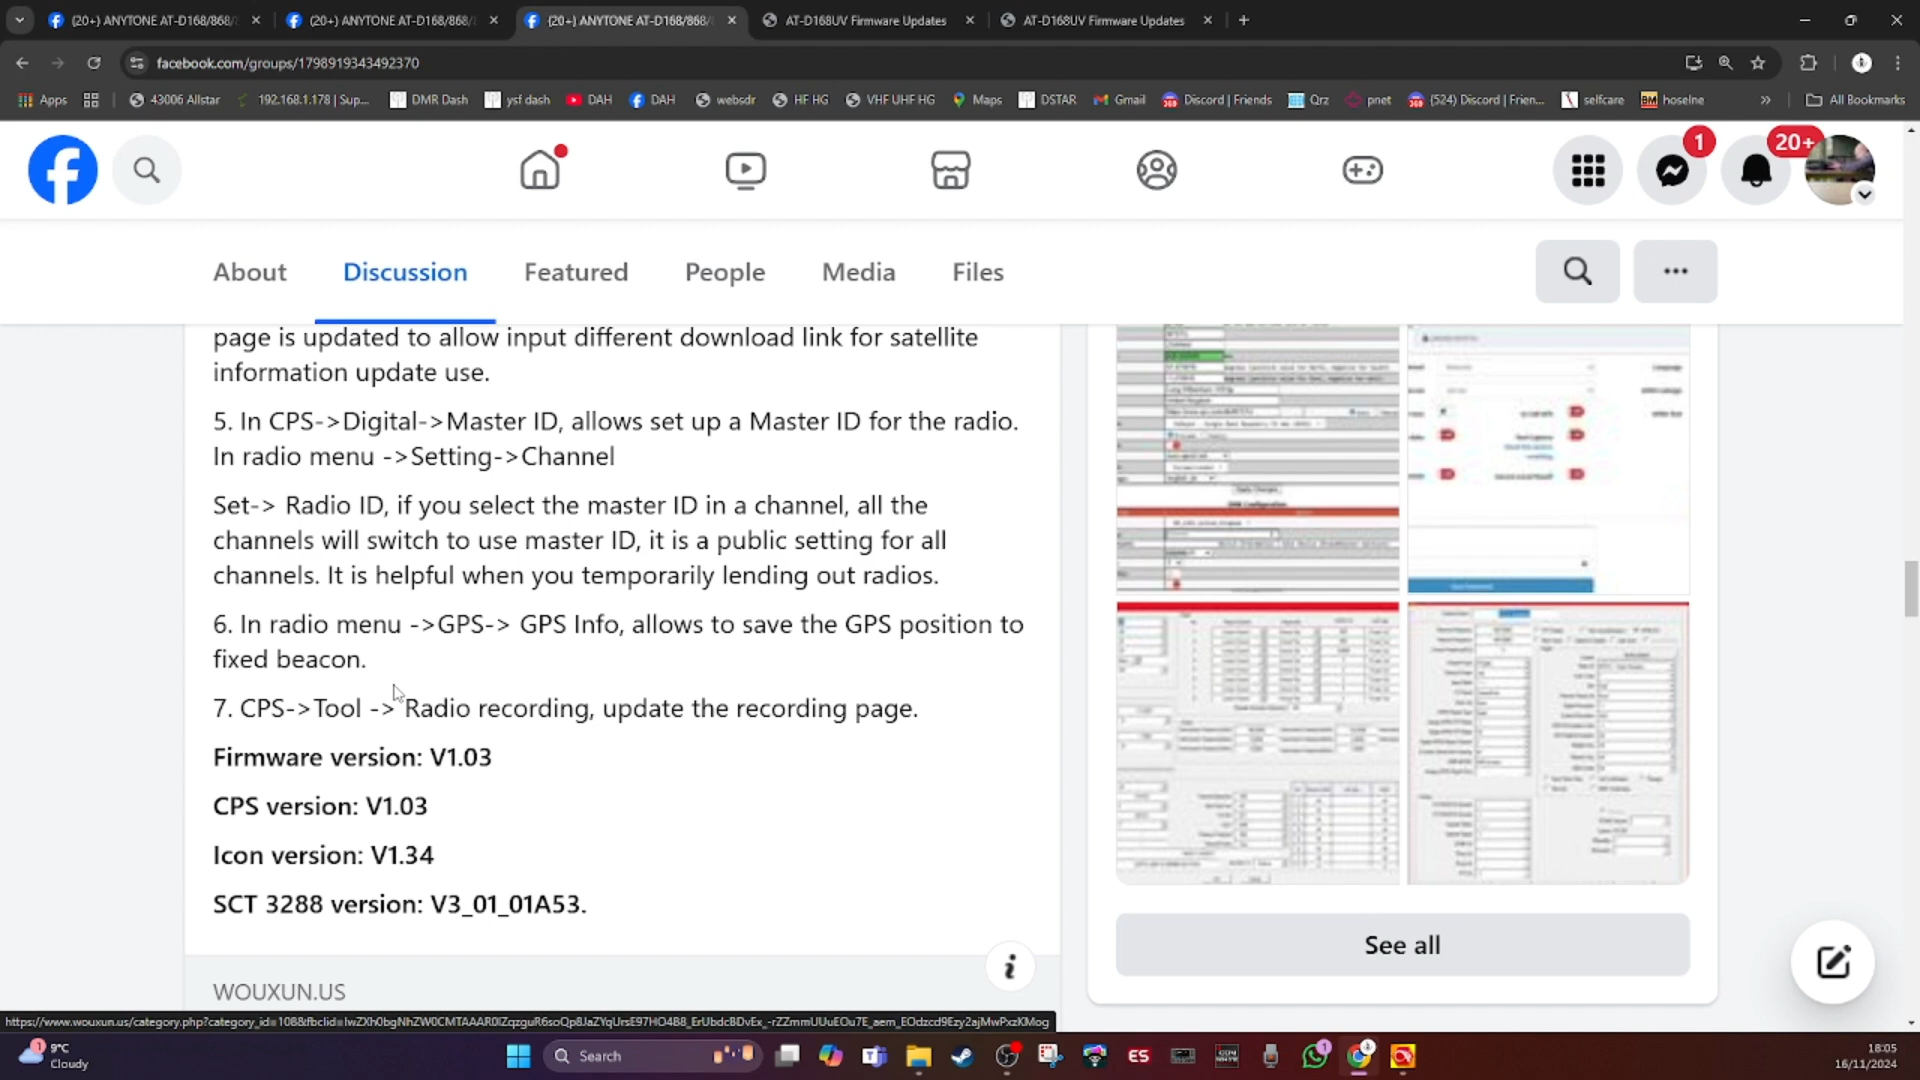 (20+) ANYTONE AT-D168/868/
(20+) ANYTONE AT-D168/868/
(20+) ANYTONE AT-D168/868/
AT-D168UV Firmware Updates
AT-D168UV Firmware Updates
facebook.com/groups/1798919343492370
Apps
43006 Allstar
192.168.1.178 | Sup...
DMR Dash
ysf dash
DAH
DAH
websdr
HF HG
VHF UHF HG
Maps
DSTAR
Gmail
Discord | Friends
Qrz
pnet
(524) Discord | Frien...
selfcare
hoselne
All Bookmarks
1
20+
About
Discussion
Featured
People
Media
Files
page is updated to allow input different download link for satellite
information update use.
5. In CPS->Digital->Master ID, allows set up a Master ID for the radio.
In radio menu ->Setting->Channel
Set-> Radio ID, if you select the master ID in a channel, all the
channels will switch to use master ID, it is a public setting for all
channels. It is helpful when you temporarily lending out radios.
6. In radio menu ->GPS-> GPS Info, allows to save the GPS position to
fixed beacon.
7. CPS->Tool -> Radio recording, update the recording page.
Firmware version: V1.03
CPS version: V1.03
Icon version: V1.34
SCT 3288 version: V3_01_01A53.
WOUXUN.US
See all
9°C
Cloudy
Search
ES
18:05
16/11/2024